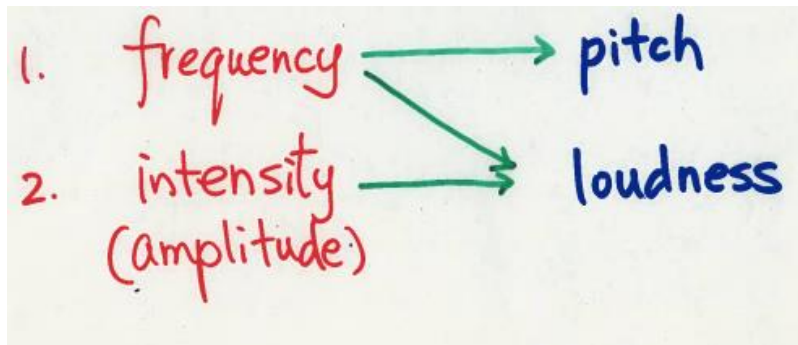 1. frequency → pitch
2. intensity → loudness
(amplitude)